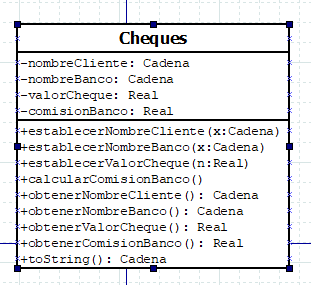 Cheques
-nombreCliente: Cadena
-nombreBanco: Cadena
-valorCheque: Real
-comisionBanco: Real
+establecerNombreCliente(x:Cadena)
+establecerNombreBanco(x:Cadena)
+establecerValorCheque(n:Real)
+calcularComisionBanco()
+obtenerNombreCliente(): Cadena
+obtenerNombreBanco(): Cadena
+obtenerValorCheque(): Real
+obtenerComisionBanco(): Real
+toString(): Cadena